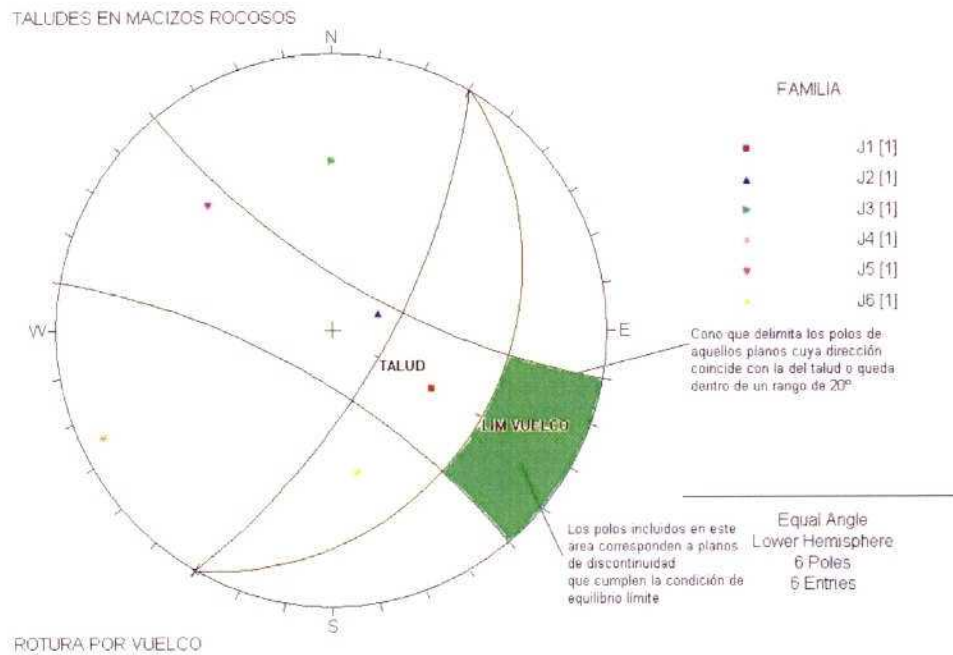 TALUDES EN MACIZOS ROCOSOS
N
W
E
S
TALUD
LIM VUELCO
FAMILIA
J1 [1]
J2 [1]
J3 [1]
J4 [1]
J5 [1]
J6 [1]
Cono que delimita los polos de
aquellos planos cuya dirección
coincide con la del talud o queda
dentro de un rango de 20º
Los polos incluidos en este
area corresponden a planos
de discontinuidad
que cumplen la condición de
equilibrio límite
Equal Angle
Lower Hemisphere
6 Poles
6 Entries
ROTURA POR VUELCO